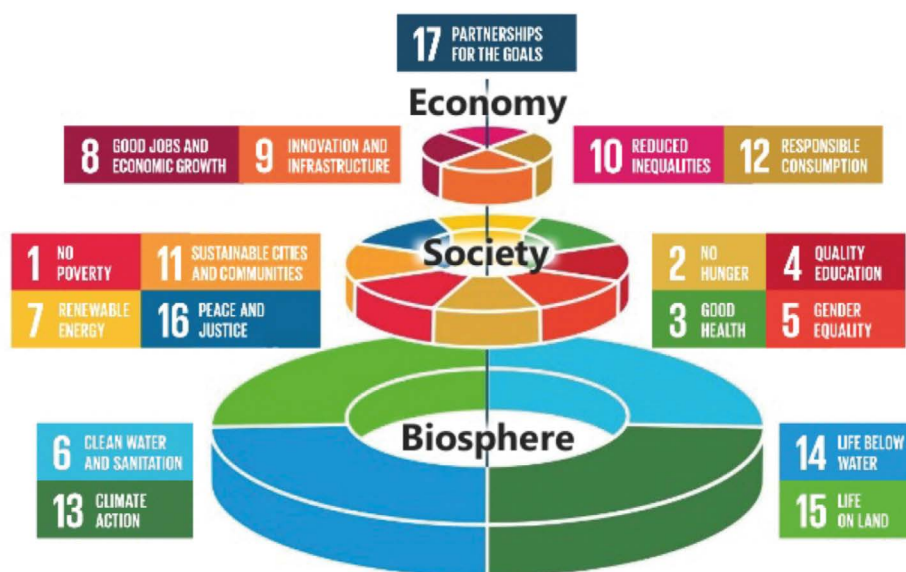 17 PARTNERSHIPS
FOR THE GOALS
Economy
8 GOOD JOBS AND
ECONOMIC GROWTH
9 INNOVATION AND
INFRASTRUCTURE
10 REDUCED
INEQUALITIES
12 RESPONSIBLE
CONSUMPTION
Society
1 NO
POVERTY
11 SUSTAINABLE CITIES
AND COMMUNITIES
7 RENEWABLE
ENERGY
16 PEACE AND
JUSTICE
2 NO
HUNGER
4 QUALITY
EDUCATION
3 GOOD
HEALTH
5 GENDER
EQUALITY
Biosphere
6 CLEAN WATER
AND SANITATION
13 CLIMATE
ACTION
14 LIFE BELOW
WATER
15 LIFE
ON LAND